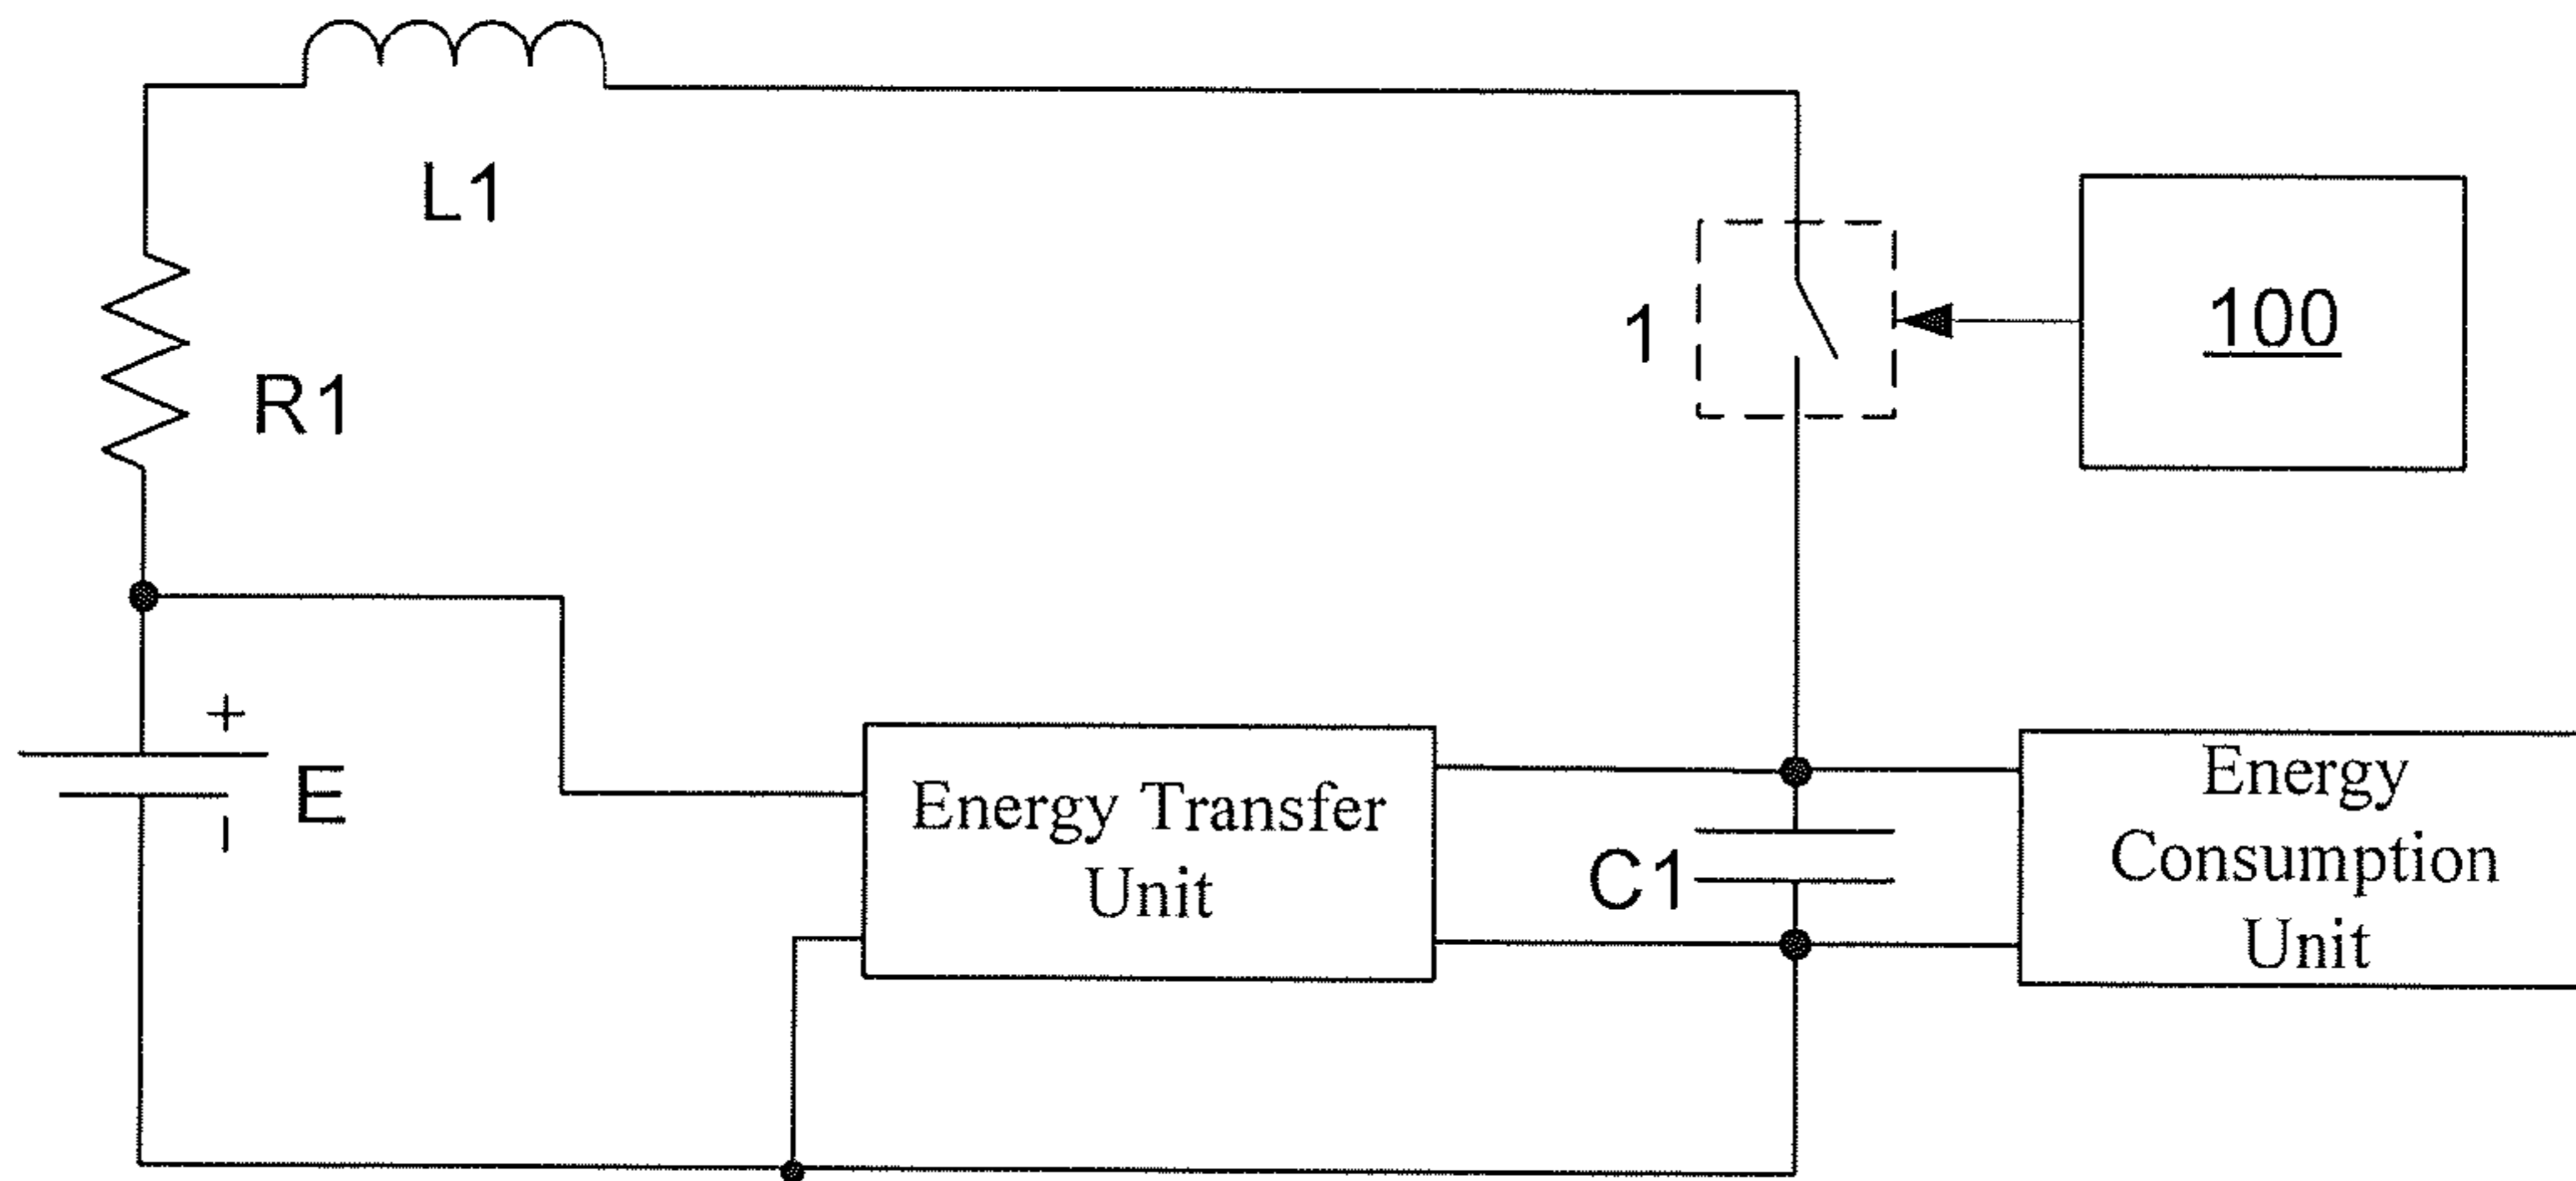 L1
R1
1
100
+
E
Energy Transfer
Unit
C1
Energy
Consumption
Unit